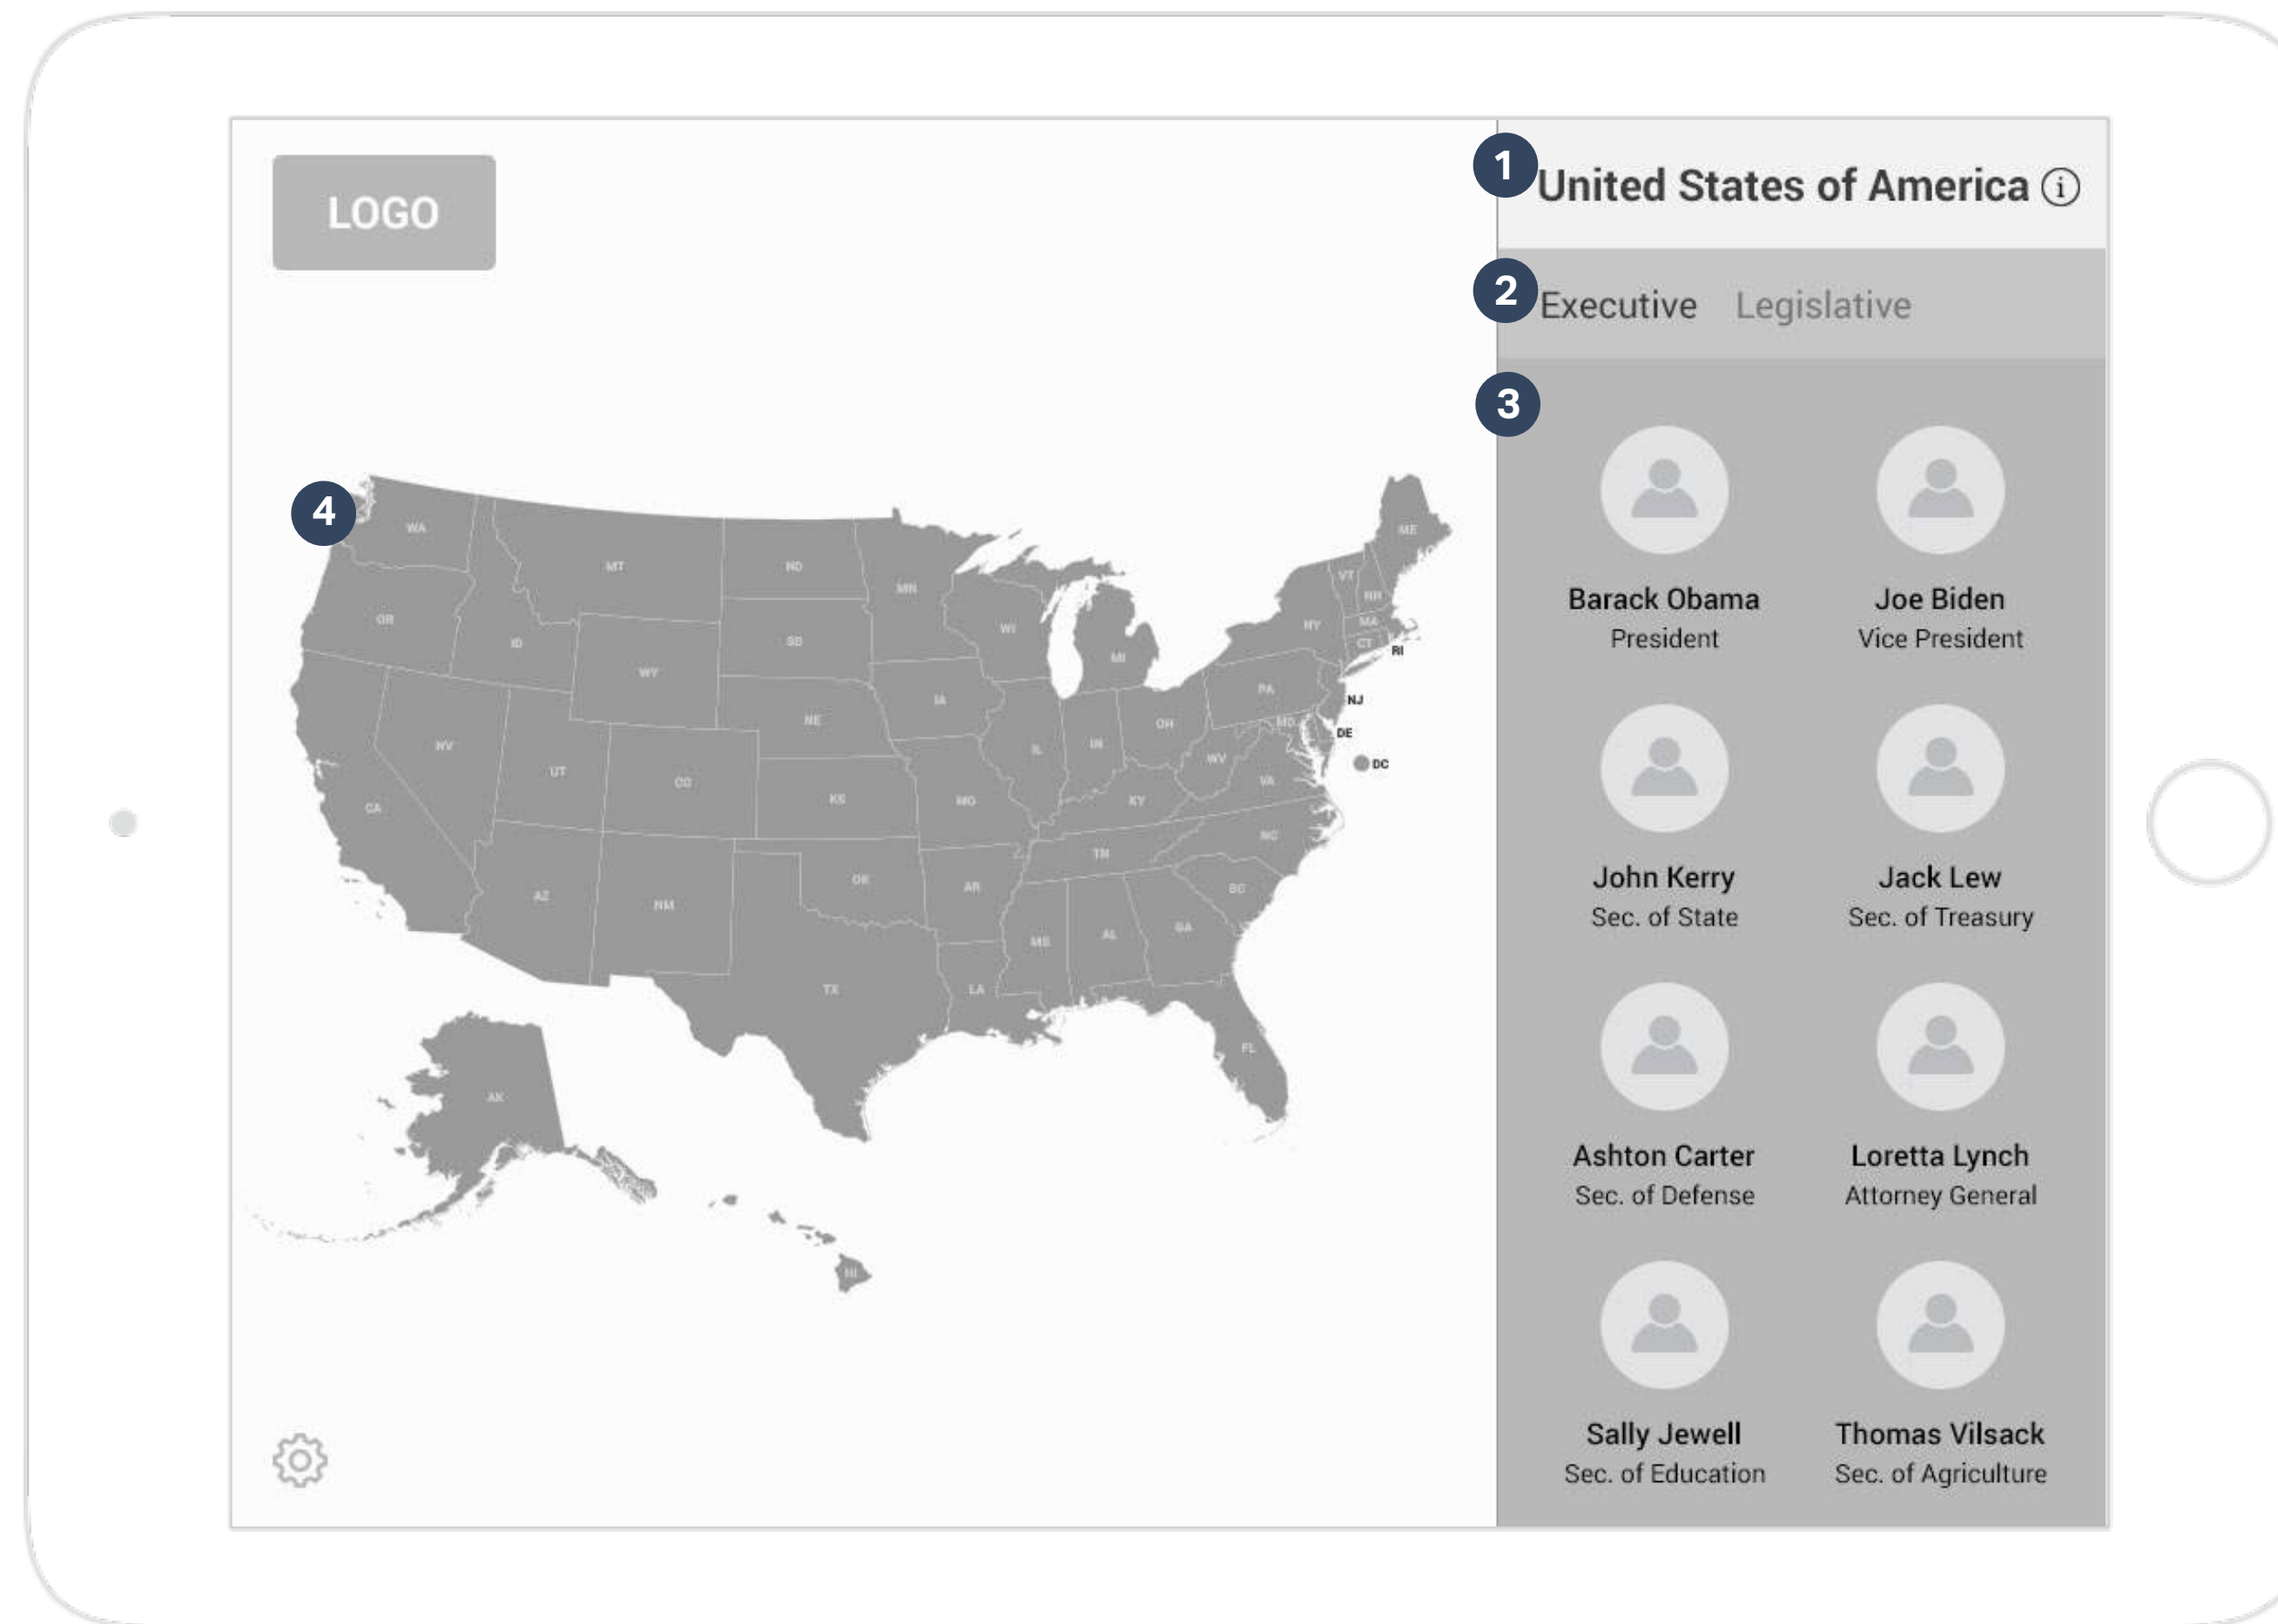 LOGO
1
United States of America
i
2
Executive Legislative
3
Barack Obama
President
Joe Biden
Vice President
John Kerry
Sec. of State
Jack Lew
Sec. of Treasury
Ashton Carter
Sec. of Defense
Loretta Lynch
Attorney General
Sally Jewell
Sec. of Education
Thomas Vilsack
Sec. of Agriculture
4
WA
MT
ND
MN
ME
VT
NH
OR
ID
SD
WI
NY
MA
CT
RI
WY
MI
IA
PA
NJ
NE
OH
MD
DE
NV
UT
CO
IL
IN
WV
DC
CA
KS
MO
KY
VA
AZ
NM
OK
AR
TN
NC
SC
MS
AL
GA
TX
LA
FL
AK
HI